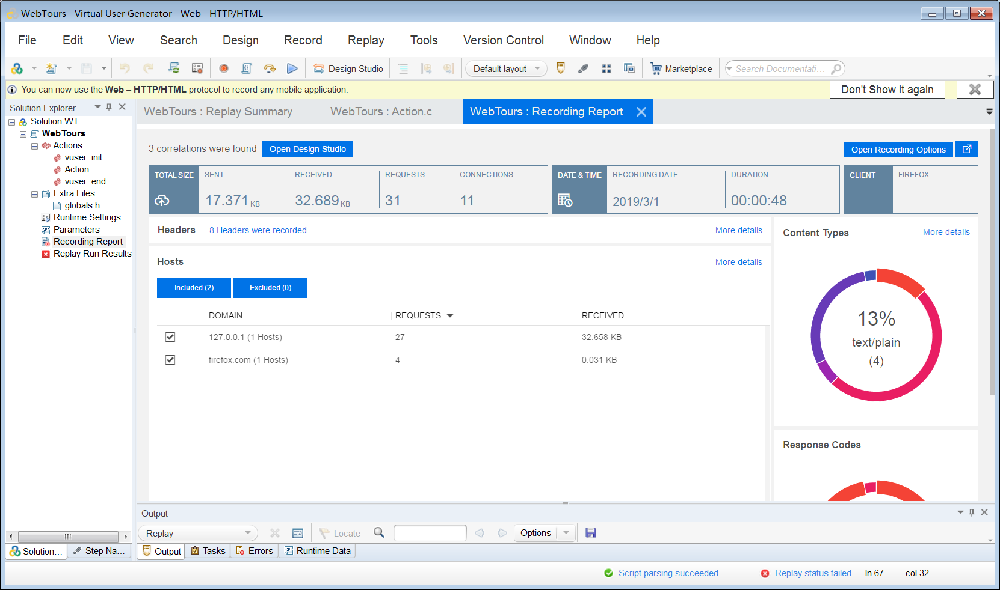 WebTours - Virtual User Generator - Web - HTTP/HTML
File Edit View Search Design Record Replay Tools Version Control Window Help
Design Studio Default layout Marketplace Search Documentati...
You can now use the Web – HTTP/HTML protocol to record any mobile application. Don't Show it again
Solution Explorer
WebTours : Replay Summary WebTours : Action.c WebTours : Recording Report
Solution WT
WebTours
Actions
vuser_init
Action
vuser_end
Extra Files
globals.h
Runtime Settings
Parameters
Recording Report
Replay Run Results
3 correlations were found Open Design Studio Open Recording Options
TOTAL SIZE SENT RECEIVED REQUESTS CONNECTIONS DATE & TIME RECORDING DATE DURATION CLIENT FIREFOX
17.371 KB 32.689 KB 31 11 2019/3/1 00:00:48
Headers 8 Headers were recorded More details
Content Types More details
Hosts More details
Included (2) Excluded (0)
DOMAIN REQUESTS RECEIVED
127.0.0.1 (1 Hosts) 27 32.658 KB
firefox.com (1 Hosts) 4 0.031 KB
13%
text/plain
(4)
Response Codes
Output
Replay Locate Options
Solution... Step Na... Output Tasks Errors Runtime Data
Script parsing succeeded Replay status failed ln 67 col 32